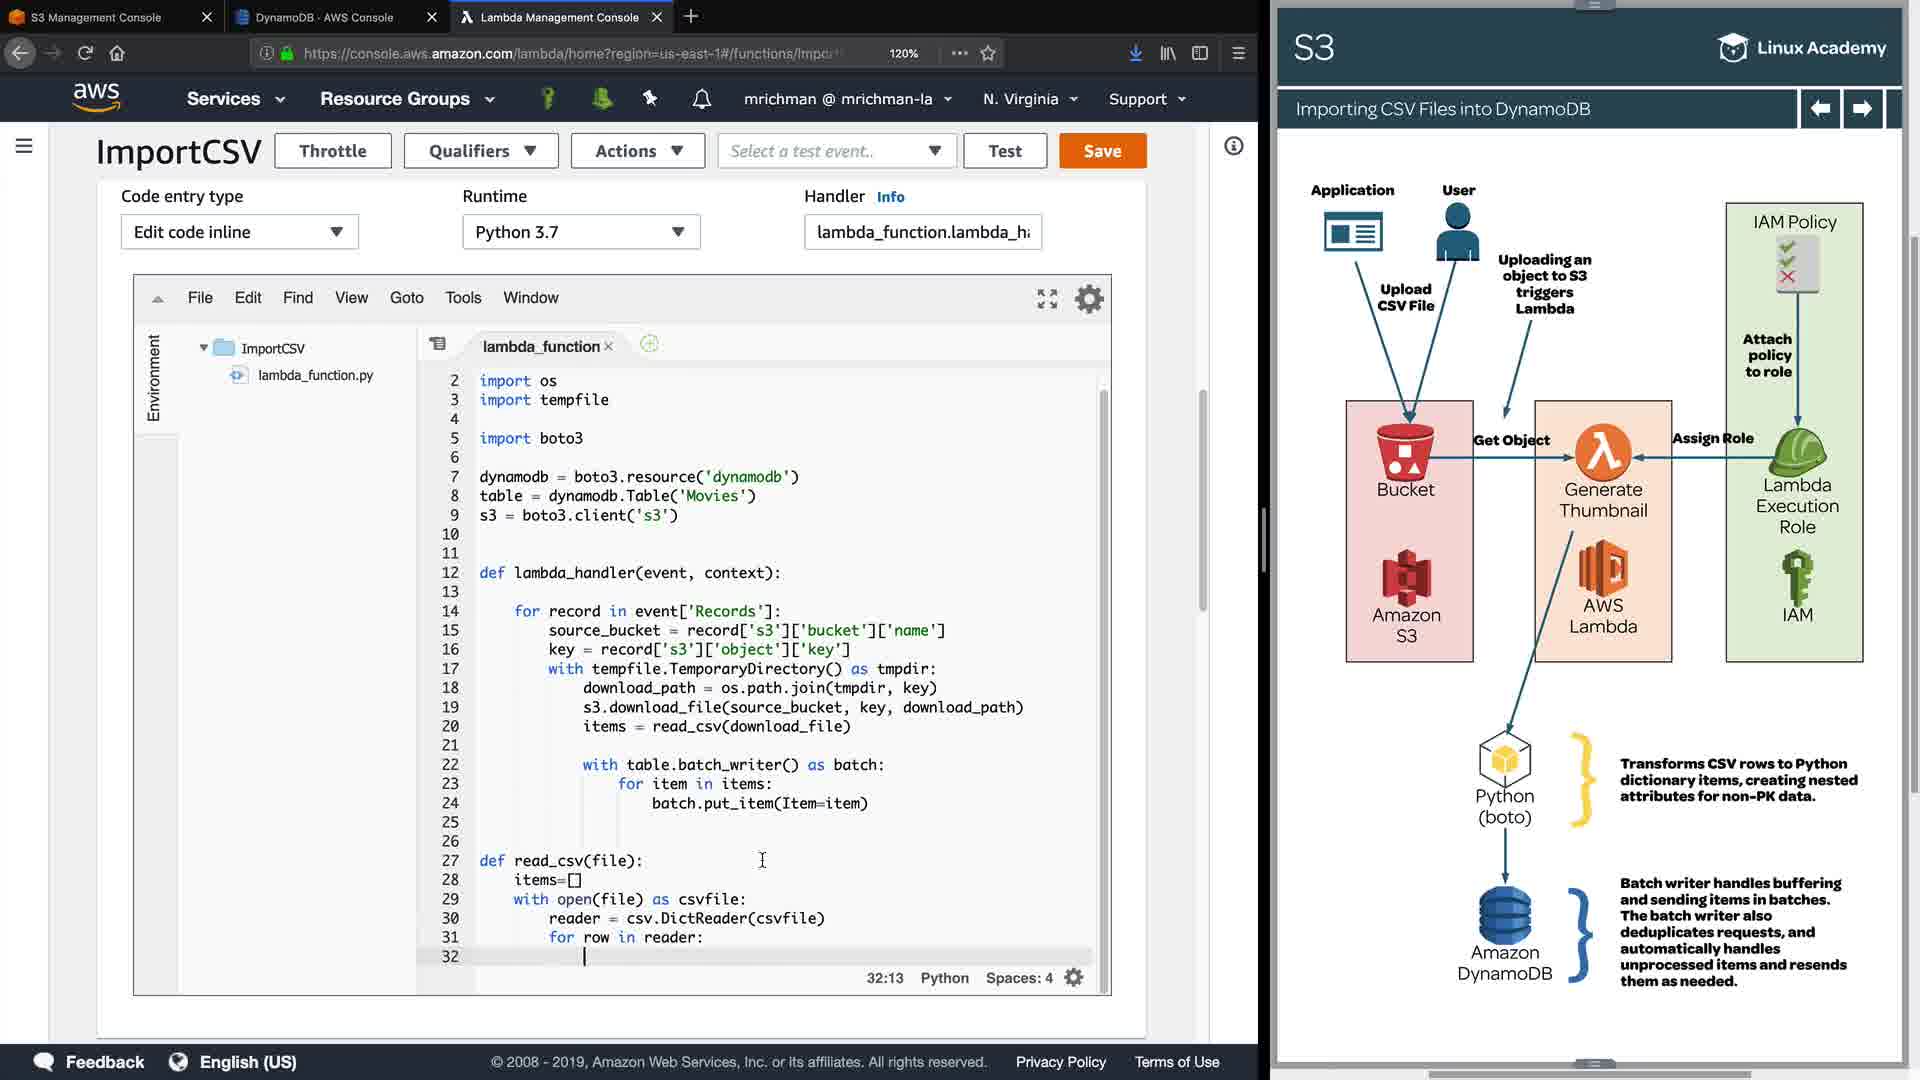 S3 Management Console
DynamoDB · AWS Console
Lambda Management Console
https://console.aws.amazon.com/lambda/home?region=us-east-1#/functions/Impor
120%
aws
Services
Resource Groups
mrichman @ mrichman-la
N. Virginia
Support
ImportCSV
Throttle
Qualifiers
Actions
Select a test event..
Test
Save
Code entry type
Runtime
Handler Info
Edit code inline
Python 3.7
lambda_function.lambda_ha
File Edit Find View Goto Tools Window
Environment
ImportCSV
lambda_function.py
lambda_function
2 import os
3 import tempfile
4
5 import boto3
6
7 dynamodb = boto3.resource('dynamodb')
8 table = dynamodb.Table('Movies')
9 s3 = boto3.client('s3')
10
11
12 def lambda_handler(event, context):
13
14 for record in event['Records']:
15 source_bucket = record['s3']['bucket']['name']
16 key = record['s3']['object']['key']
17 with tempfile.TemporaryDirectory() as tmpdir:
18 download_path = os.path.join(tmpdir, key)
19 s3.download_file(source_bucket, key, download_path)
20 items = read_csv(download_file)
21
22 with table.batch_writer() as batch:
23 for item in items:
24 batch.put_item(Item=item)
25
26
27 def read_csv(file):
28 items=[]
29 with open(file) as csvfile:
30 reader = csv.DictReader(csvfile)
31 for row in reader:
32
32:13 Python Spaces: 4
Feedback
English (US)
© 2008 - 2019, Amazon Web Services, Inc. or its affiliates. All rights reserved.
Privacy Policy
Terms of Use
S3
Linux Academy
Importing CSV Files into DynamoDB
Application
User
Upload
CSV File
Uploading an
object to S3
triggers
Lambda
IAM Policy
Attach
policy
to role
Get Object
Assign Role
Bucket
Generate
Thumbnail
Lambda
Execution
Role
Amazon
S3
AWS
Lambda
IAM
Python
(boto)
Transforms CSV rows to Python
dictionary items, creating nested
attributes for non-PK data.
Amazon
DynamoDB
Batch writer handles buffering
and sending items in batches.
The batch writer also
deduplicates requests, and
automatically handles
unprocessed items and resends
them as needed.